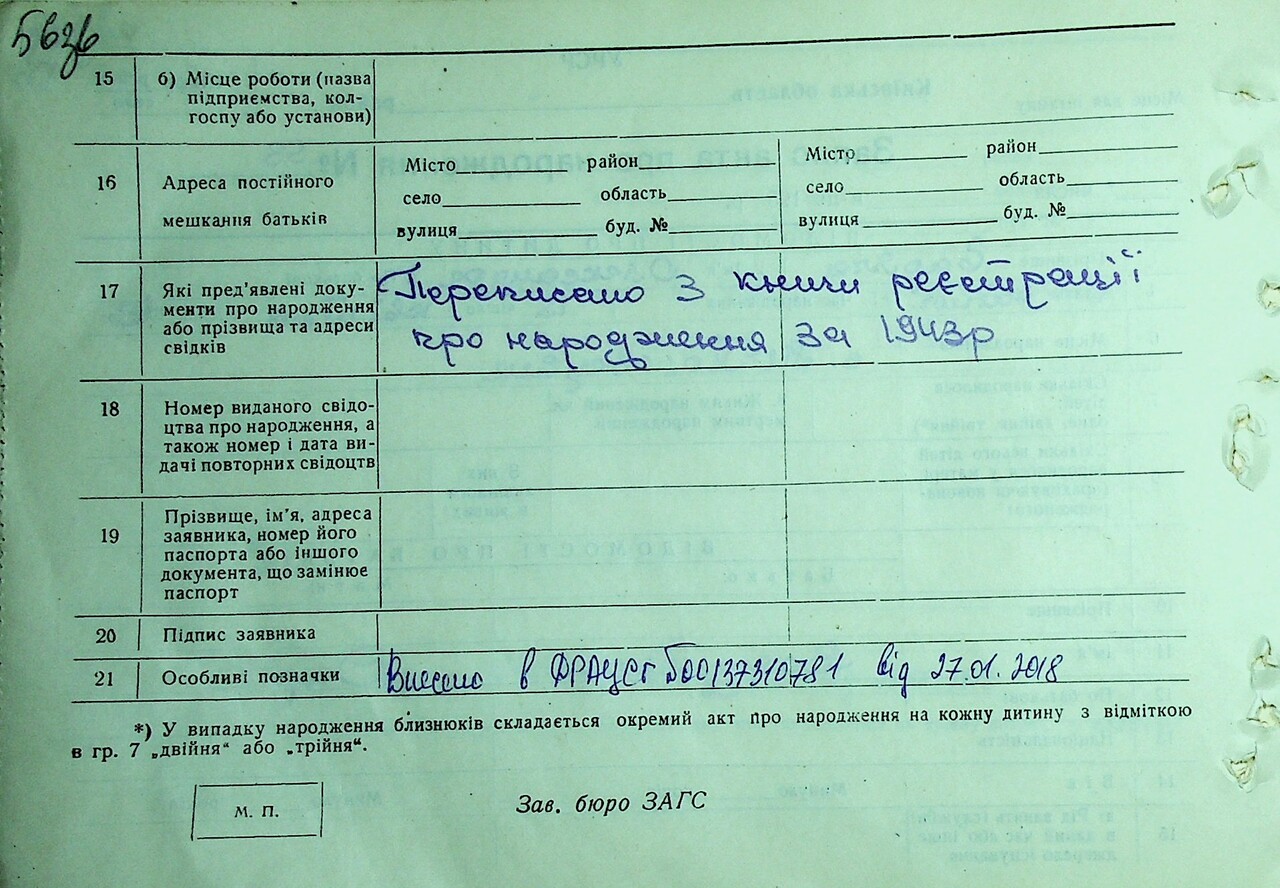 563б
15 б) Місце роботи (назва
підприємства, кол-
госпу або установи)
16 Адреса постійного
мешкання батьків
Місто район
село область
вулиця буд. №
Місто район
село область
вулиця буд. №
17 Які пред’явлені доку-
менти про народження
або прізвища та адреси
свідків
Переписано з книги реєстрації
про народження за 1943р
18 Номер виданого свідо-
цтва про народження, а
також номер і дата ви-
дачі повторних свідоцтв
19 Прізвище, ім’я, адреса
заявника, номер його
паспорта або іншого
документа, що замінює
паспорт
20 Підпис заявника
21 Особливі позначки
Внесено в ДРАЦСг 00137310781 від 27.01.2018
*) У випадку народження близнюків складається окремий акт про народження на кожну дитину з відміткою
в гр. 7 „двійня“ або „трійня“.
М. П.
Зав. бюро ЗАГС